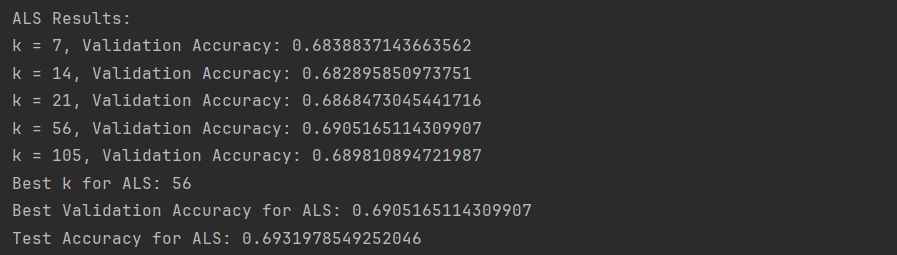 ALS Results:
k = 7, Validation Accuracy: 0.6838837143663562
k = 14, Validation Accuracy: 0.682895850973751
k = 21, Validation Accuracy: 0.6868473045441716
k = 56, Validation Accuracy: 0.6905165114309907
k = 105, Validation Accuracy: 0.689810894721987
Best k for ALS: 56
Best Validation Accuracy for ALS: 0.6905165114309907
Test Accuracy for ALS: 0.6931978549252046